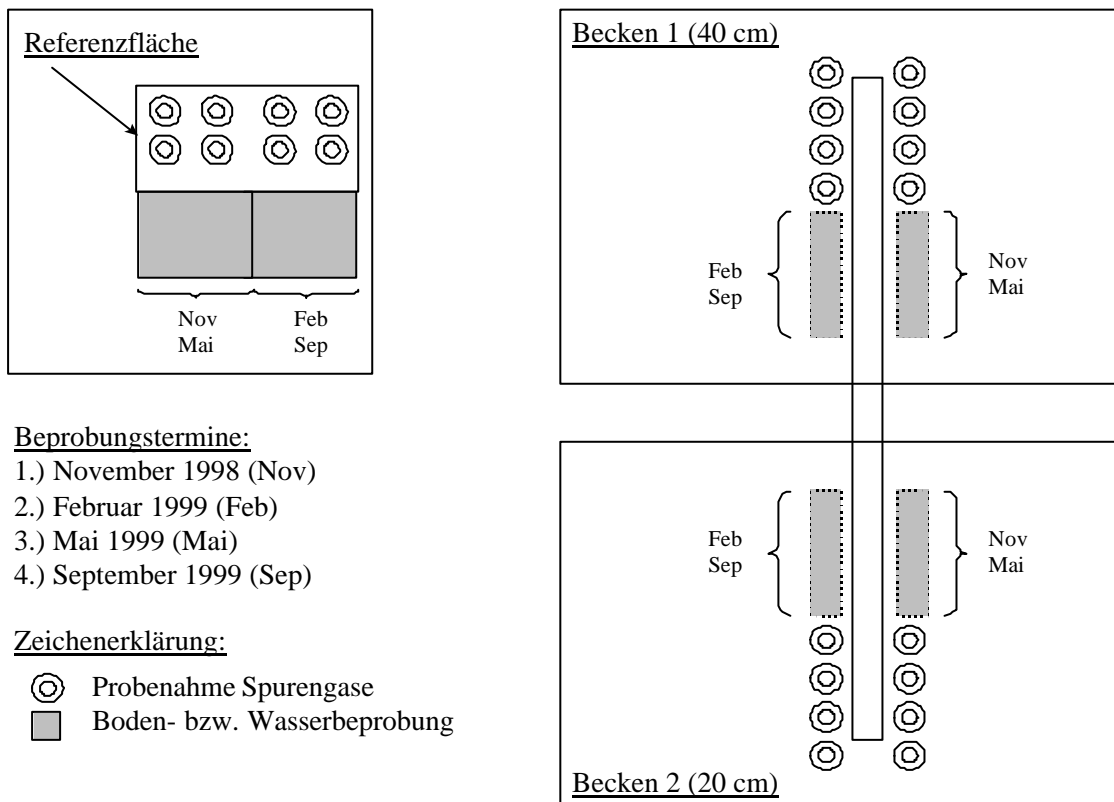 Referenzfläche
Nov
Mai
Feb
Sep
Becken 1 (40 cm)
Feb
Sep
Nov
Mai
Beprobungstermine:
1.) November 1998 (Nov)
2.) Februar 1999 (Feb)
3.) Mai 1999 (Mai)
4.) September 1999 (Sep)
Zeichenerklärung:
Probenahme Spurengase
Boden- bzw. Wasserbeprobung
Feb
Sep
Nov
Mai
Becken 2 (20 cm)